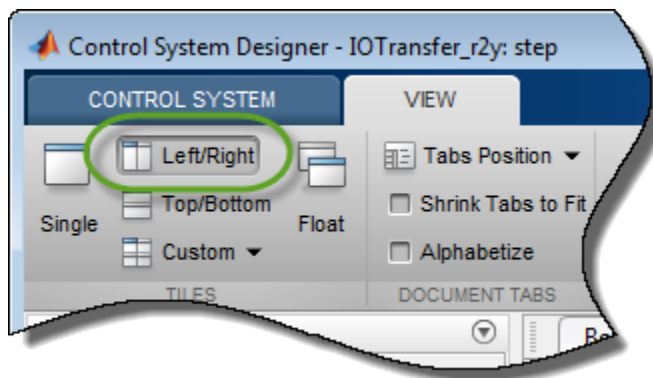 Control System Designer - IOTransfer_r2y: step
CONTROL SYSTEM VIEW
Single
Left/Right
Top/Bottom
Custom
Float
TILES
Tabs Position
Shrink Tabs to Fit
Alphabetize
DOCUMENT TABS